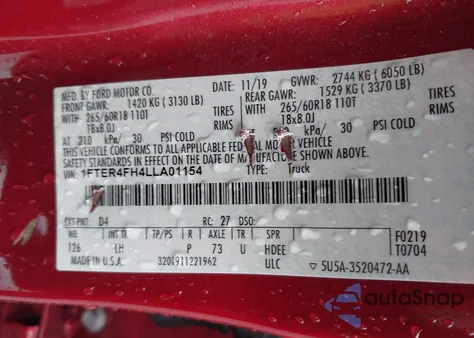 MFD. BY FORD MOTOR CO.
11/19 GVWR: 2744 KG ( 6050 LB)
FRONT GAWR: 1420 KG ( 3130 LB)
REAR GAWR: 1529 KG ( 3370 LB)
WITH 265/60R18 110T TIRES
WITH 265/60R18 110T TIRES
18x8.0J RIMS
18x8.0J RIMS
AT 210 kPa/ 30 PSI COLD
AT kPa/ 30 PSI COLD
THIS VEHICLE CONFORMS TO ALL APPLICABLE FEDERAL MOTOR
VEHICLE SAFETY AND THEFT PREVENTION STANDARDS IN EFFECT ON THE
DATE OF MANUFACTURE SHOWN ABOVE.
VIN: 1FTER4FH4LLA01154
TYPE: Truck
EXT PNT: D4 RC: 27 DSO:
WB TP/PS R AXLE TR SPR F0219
126 LH P 73 U HDEE T0704
MADE IN U.S.A. 3201911221962 ULC 5U5A-3520472-AA
autoSnap